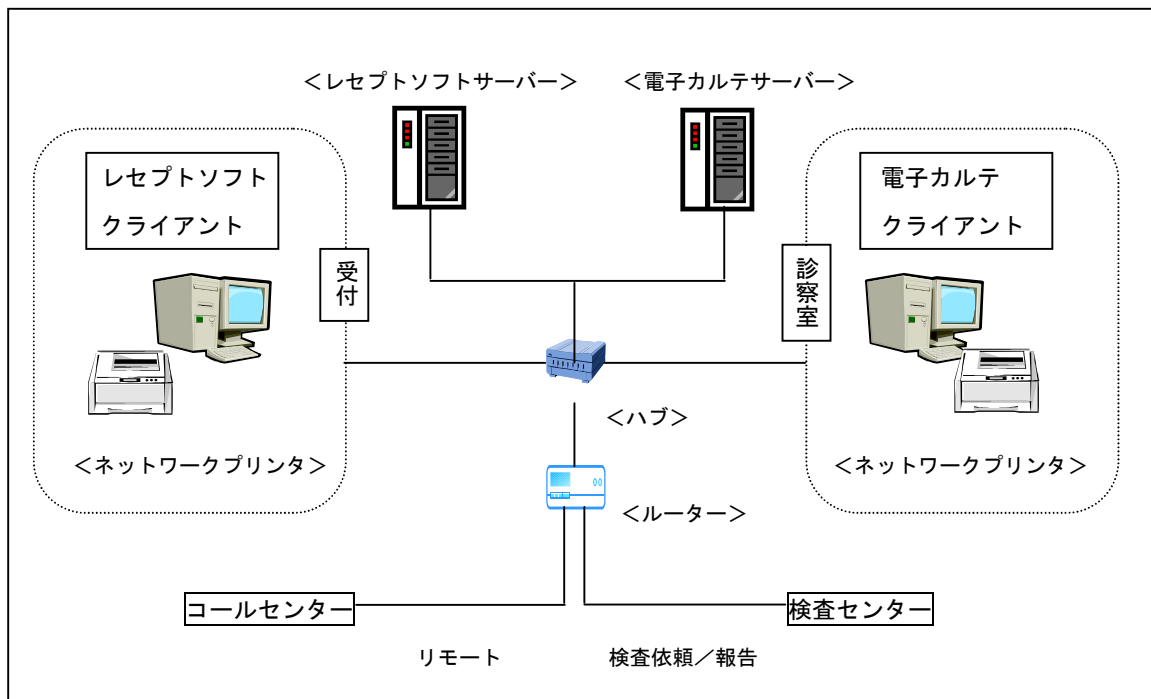 ＜レセプトソフトサーバー＞
＜電子カルテサーバー＞
レセプトソフト
クライアント
電子カルテ
クライアント
受付
診察室
＜ハブ＞
＜ネットワークプリンタ＞
＜ネットワークプリンタ＞
＜ルーター＞
コールセンター
検査センター
リモート
検査依頼／報告